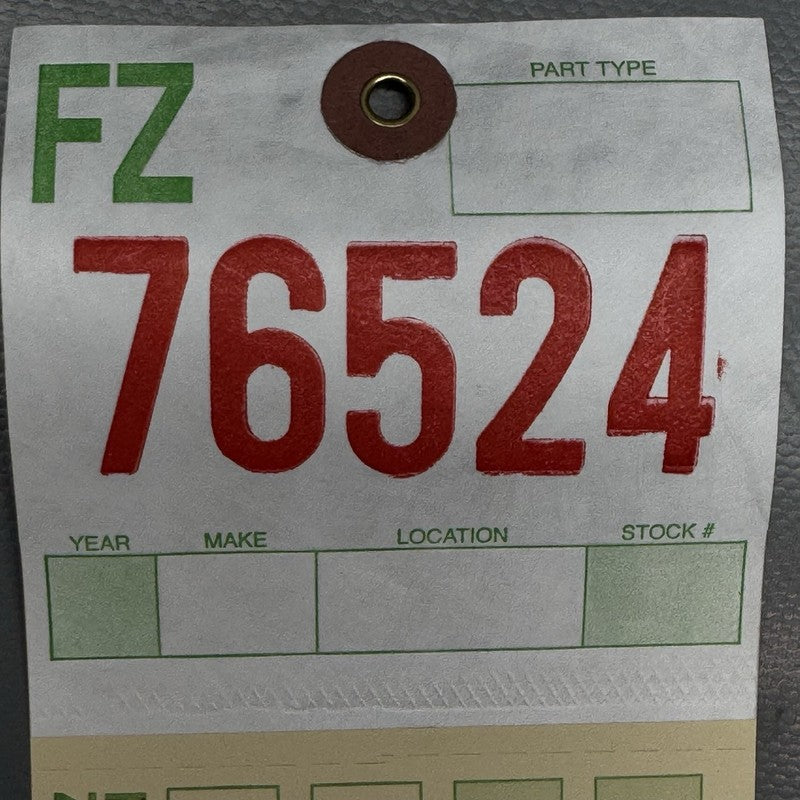 FZ
PART TYPE
76524
YEAR MAKE LOCATION STOCK #